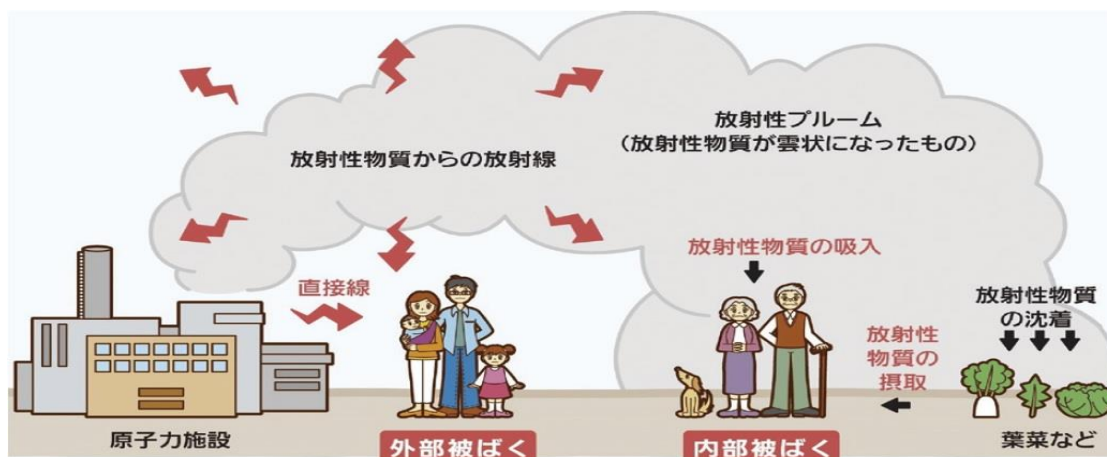 放射性プルーム
（放射性物質が雲状になったもの）
放射性物質からの放射線
放射性物質の吸入
直接線
放射性物質
の沈着
放射性
物質の
摂取
原子力施設
外部被ばく
内部被ばく
葉菜など